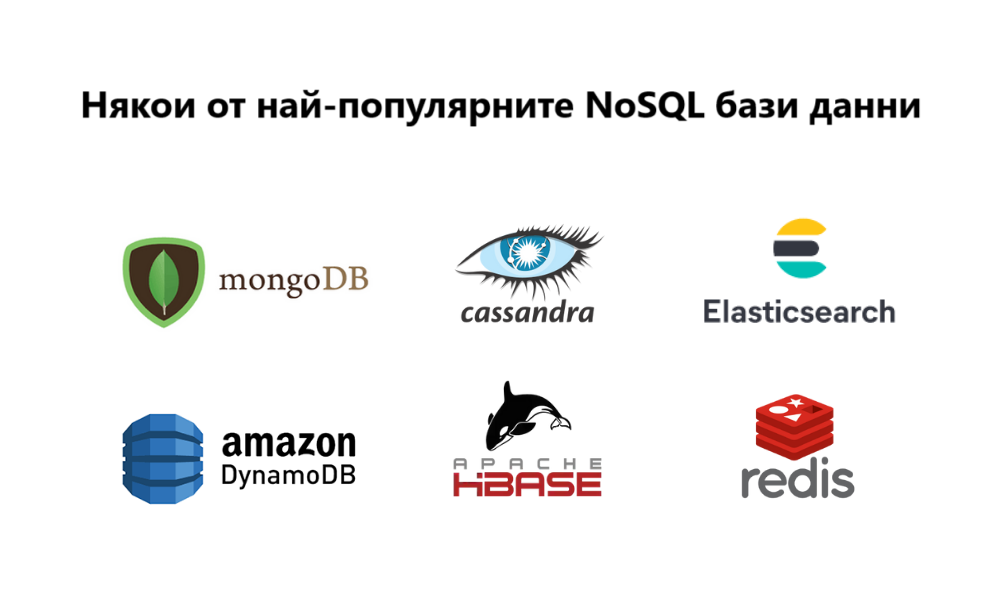 Някои от най-популярните NoSQL бази данни
mongoDB
cassandra
Elasticsearch
amazon
DynamoDB
APACHE
HBASE
redis